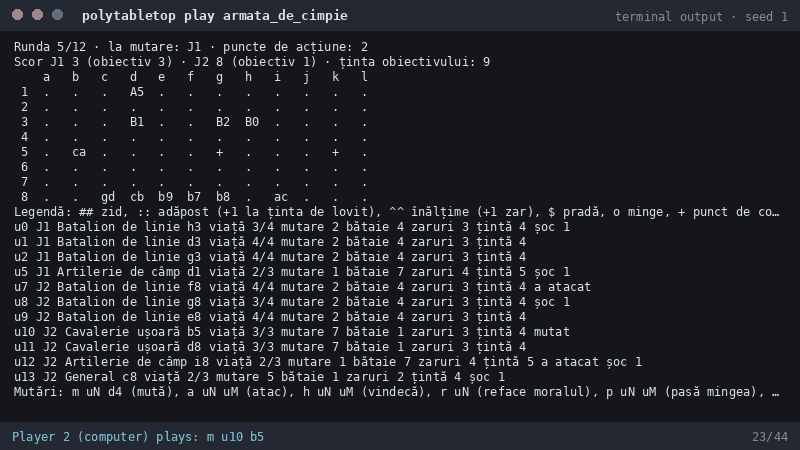 polytabletop play armata_de_cimpie
terminal output · seed 1
Runda 5/12 · la mutare: J1 · puncte de acțiune: 2
Scor J1 3 (obiectiv 3) · J2 8 (obiectiv 1) · ținta obiectivului: 9
a b c d e f g h i j k l
1 . . . A5 . . . . . . . .
2 . . . . . . . . . . . .
3 . . . B1 . . B2 B0 . . . .
4 . . . . . . . . . . . .
5 . ca . . . . + . . . + .
6 . . . . . . . . . . . .
7 . . . . . . . . . . . .
8 . . gd cb b9 b7 b8 . ac . . .
Legendă: ## zid, :: adăpost (+1 la ținta de lovit), ^^ înălțime (+1 zar), $ pradă, o minge, + punct de co…
u0 J1 Batalion de linie h3 viață 3/4 mutare 2 bătaie 4 zaruri 3 țintă 4 șoc 1
u1 J1 Batalion de linie d3 viață 4/4 mutare 2 bătaie 4 zaruri 3 țintă 4
u2 J1 Batalion de linie g3 viață 4/4 mutare 2 bătaie 4 zaruri 3 țintă 4
u5 J1 Artilerie de câmp d1 viață 2/3 mutare 1 bătaie 7 zaruri 4 țintă 5 șoc 1
u7 J2 Batalion de linie f8 viață 4/4 mutare 2 bătaie 4 zaruri 3 țintă 4 a atacat
u8 J2 Batalion de linie g8 viață 3/4 mutare 2 bătaie 4 zaruri 3 țintă 4 șoc 1
u9 J2 Batalion de linie e8 viață 4/4 mutare 2 bătaie 4 zaruri 3 țintă 4
u10 J2 Cavalerie ușoară b5 viață 3/3 mutare 7 bătaie 1 zaruri 3 țintă 4 mutat
u11 J2 Cavalerie ușoară d8 viață 3/3 mutare 7 bătaie 1 zaruri 3 țintă 4
u12 J2 Artilerie de câmp i8 viață 2/3 mutare 1 bătaie 7 zaruri 4 țintă 5 a atacat șoc 1
u13 J2 General c8 viață 2/3 mutare 5 bătaie 1 zaruri 2 țintă 4 șoc 1
Mutări: m uN d4 (mută), a uN uM (atac), h uN uM (vindecă), r uN (reface moralul), p uN uM (pasă mingea), …
Player 2 (computer) plays: m u10 b5
23/44